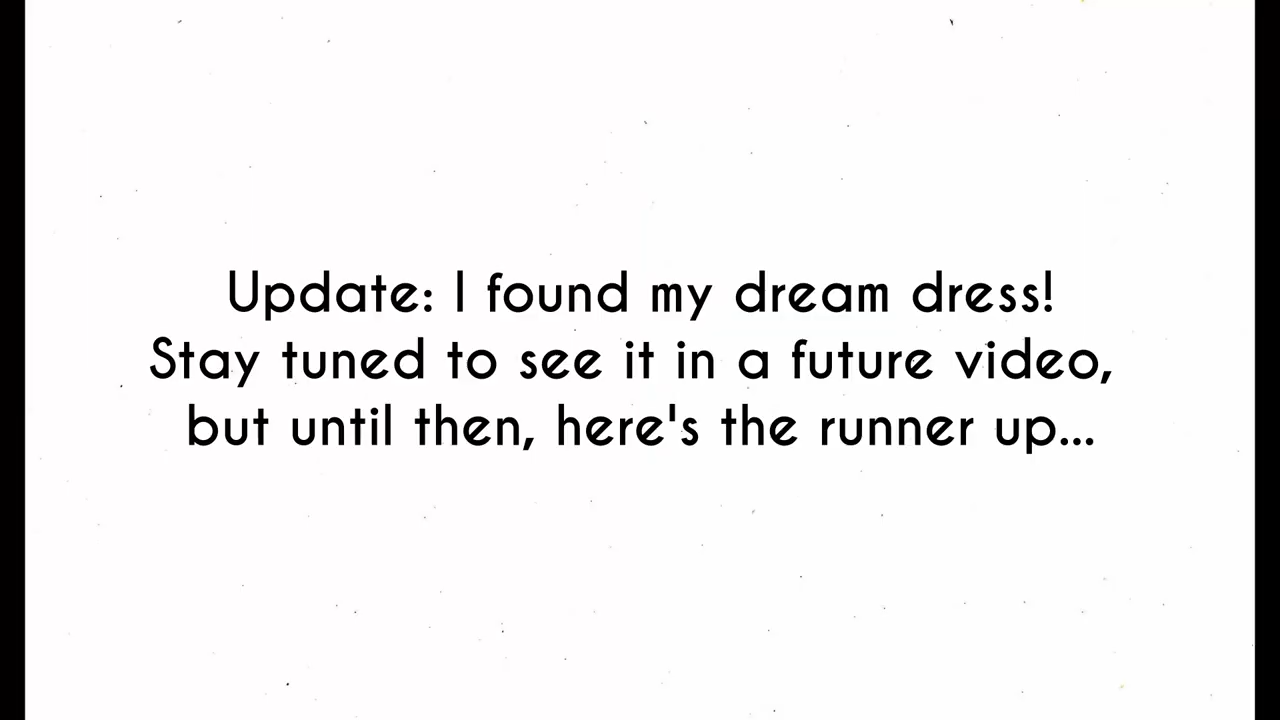 Update: I found my dream dress!
Stay tuned to see it in a future video,
but until then, here's the runner up...